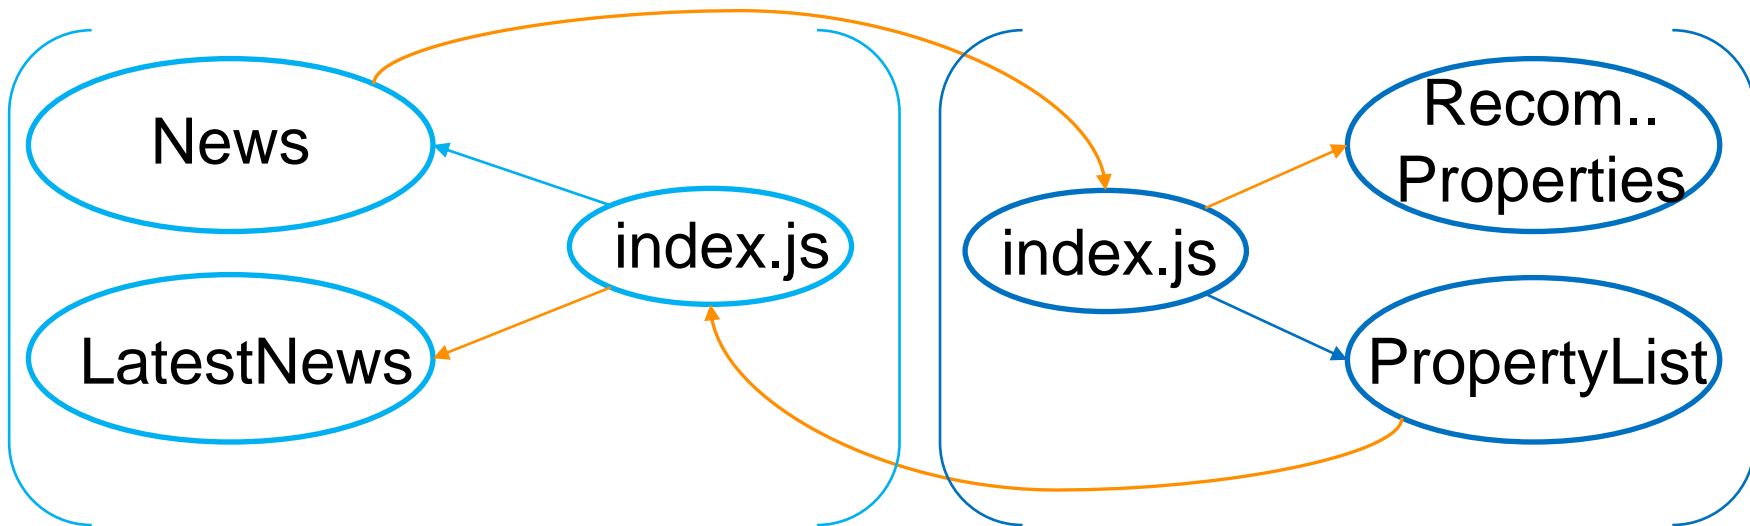 News
LatestNews
index.js
index.js
Recom..
Properties
PropertyList